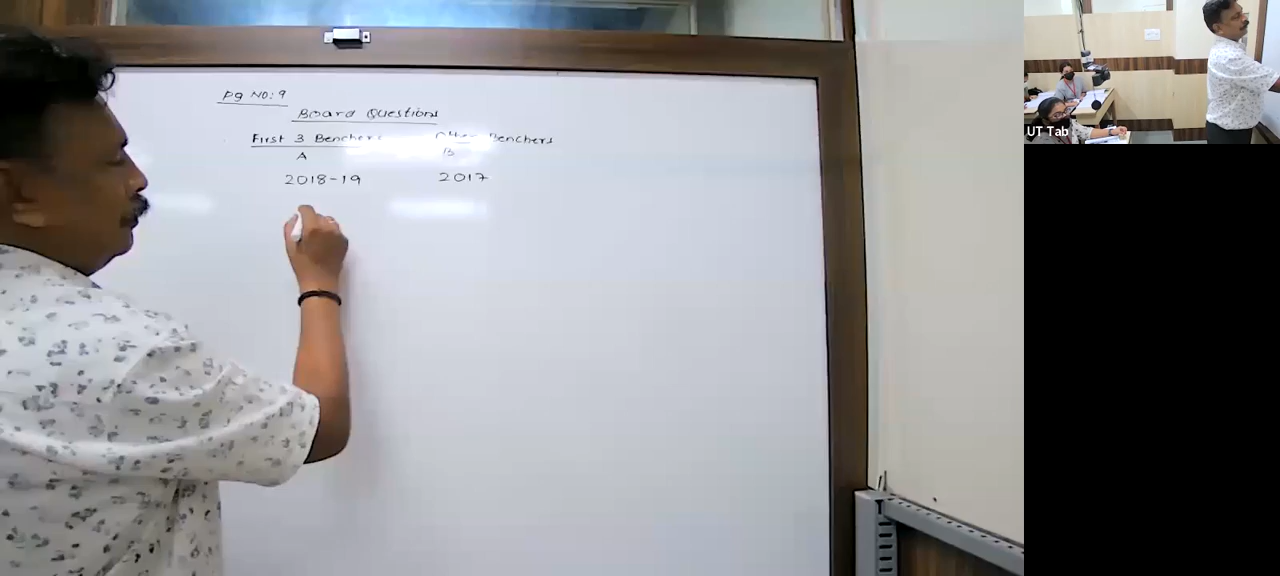 Pg No: 9
Board Questions
First 3 Benchers Other Benchers
A B
2018-19 2017
UT Tab